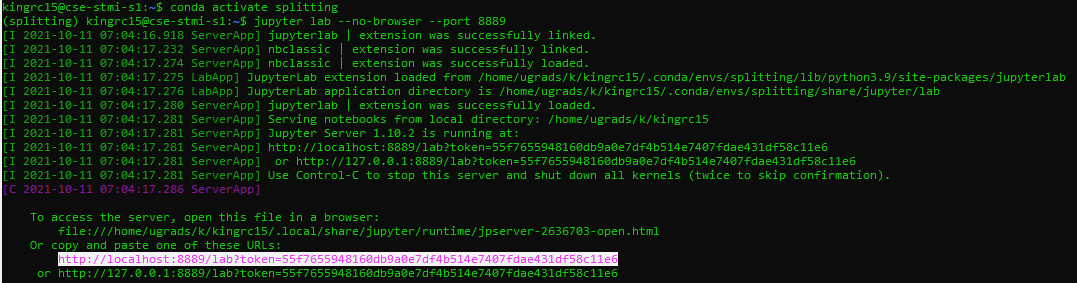 kingrc15@cse-stmi-s1:~$ conda activate splitting
(splitting) kingrc15@cse-stmi-s1:~$ jupyter lab --no-browser --port 8889
[I 2021-10-11 07:04:16.918 ServerApp] jupyterlab | extension was successfully linked.
[I 2021-10-11 07:04:17.232 ServerApp] nbclassic | extension was successfully linked.
[I 2021-10-11 07:04:17.274 ServerApp] nbclassic | extension was successfully loaded.
[I 2021-10-11 07:04:17.275 LabApp] JupyterLab extension loaded from /home/ugrads/k/kingrc15/.conda/envs/splitting/lib/python3.9/site-packages/jupyterlab
[I 2021-10-11 07:04:17.276 LabApp] JupyterLab application directory is /home/ugrads/k/kingrc15/.conda/envs/splitting/share/jupyter/lab
[I 2021-10-11 07:04:17.280 ServerApp] jupyterlab | extension was successfully loaded.
[I 2021-10-11 07:04:17.281 ServerApp] Serving notebooks from local directory: /home/ugrads/k/kingrc15
[I 2021-10-11 07:04:17.281 ServerApp] Jupyter Server 1.10.2 is running at:
[I 2021-10-11 07:04:17.281 ServerApp] http://localhost:8889/lab?token=55f7655948160db9a0e7df4b514e7407fdae431df58c11e6
[I 2021-10-11 07:04:17.281 ServerApp]  or http://127.0.0.1:8889/lab?token=55f7655948160db9a0e7df4b514e7407fdae431df58c11e6
[I 2021-10-11 07:04:17.281 ServerApp] Use Control-C to stop this server and shut down all kernels (twice to skip confirmation).
[C 2021-10-11 07:04:17.286 ServerApp]
To access the server, open this file in a browser:
file:///home/ugrads/k/kingrc15/.local/share/jupyter/runtime/jpserver-2636703-open.html
Or copy and paste one of these URLs:
http://localhost:8889/lab?token=55f7655948160db9a0e7df4b514e7407fdae431df58c11e6
or http://127.0.0.1:8889/lab?token=55f7655948160db9a0e7df4b514e7407fdae431df58c11e6